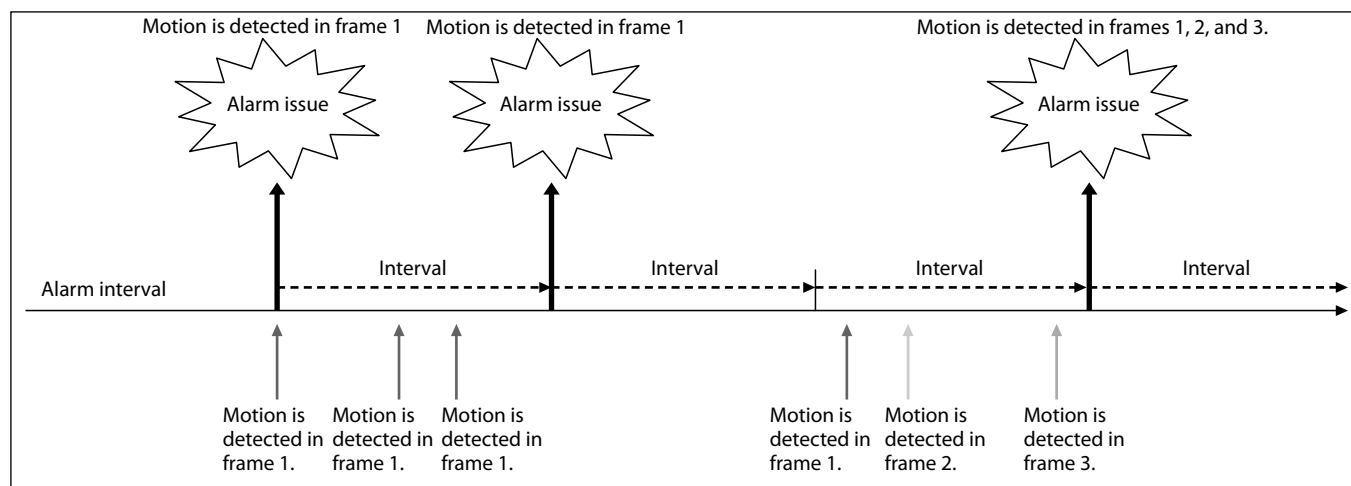 Motion is detected in frame 1
Motion is detected in frame 1
Motion is detected in frames 1, 2, and 3.
Alarm issue
Alarm issue
Alarm issue
Interval
Interval
Interval
Interval
Alarm interval
Motion is
detected in
frame 1.
Motion is
detected in
frame 1.
Motion is
detected in
frame 1.
Motion is
detected in
frame 1.
Motion is
detected in
frame 2.
Motion is
detected in
frame 3.